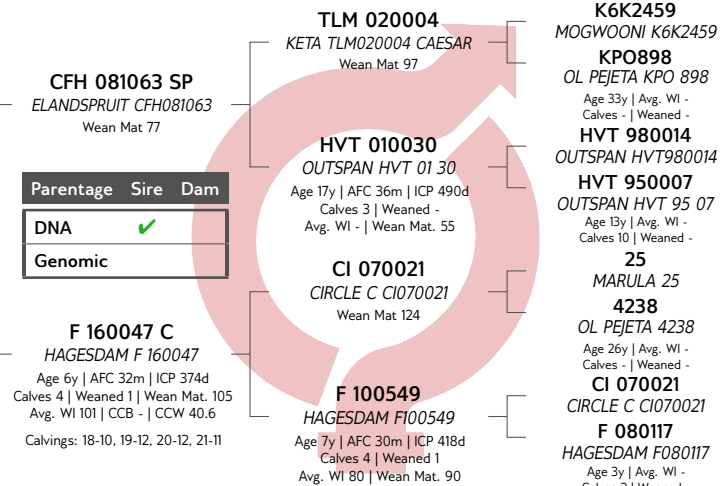 CFH 081063 SP
ELANDSPRUIT CFH081063
Wean Mat 77
Parentage Sire Dam
DNA ✔
Genomic
F 160047 C
HAGESDAM F 160047
Age 6y | AFC 32m | ICP 374d
Calves 4 | Weaned 1 | Wean Mat. 105
Avg. WI 101 | CCB - | CCW 40.6
Calvings: 18-10, 19-12, 20-12, 21-11
TLM 020004
KETA TLM020004 CAESAR
Wean Mat 97
HVT 010030
OUTSPAN HVT 01 30
Age 17y | AFC 36m | ICP 490d
Calves 3 | Weaned -
Avg. WI - | Wean Mat. 55
CI 070021
CIRCLE C CI070021
Wean Mat 124
F 100549
HAGESDAM F100549
Age 7y | AFC 30m | ICP 418d
Calves 4 | Weaned 1
Avg. WI 80 | Wean Mat. 90
K6K2459
MOGWOONI K6K2459
KPO898
OL PEJETA KPO 898
Age 33y | Avg. WI -
Calves - | Weaned -
HVT 980014
OUTSPAN HVT980014
HVT 950007
OUTSPAN HVT 95 07
Age 13y | Avg. WI -
Calves 10 | Weaned -
25
MARULA 25
4238
OL PEJETA 4238
Age 26y | Avg. WI -
Calves - | Weaned -
CI 070021
CIRCLE C CI070021
F 080117
HAGESDAM F080117
Age 3y | Avg. WI -